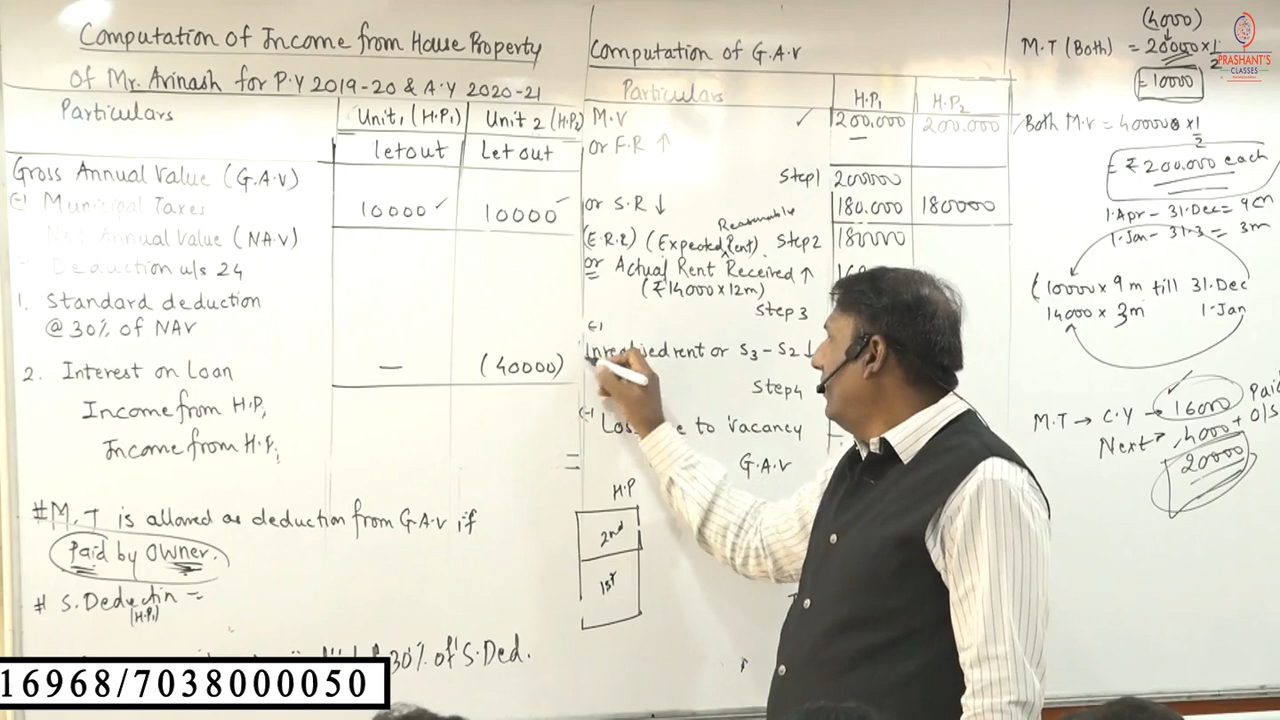 Computation of Income from House Property
of Mr. Avinash for P.Y 2019-20 & A.Y 2020-21
Particulars Unit1 (H.P1) Unit 2 (H.P2)
letout Let out
Gross Annual Value (G.A.V)
(-) Municipal Taxes 10000 ✓ 10000 ✓
Net Annual Value (NA.V)
- Deduction u/s 24
1. Standard deduction
@ 30% of NAV
2. Interest on Loan — (40000)
Income from H.P,
Income from H.P,
# M.T is allowed as deduction from G.A.V if
Paid by Owner.
# S.Deductin =
(H.P1)
30% of S.Ded.
16968/7038000050
Computation of G.A.V
Particulars H.P1 H.P2
M.V ✓ 200,000 200.000
or F.R ↑
Step1 200000
or S.R ↓ 180.000 180000
Reasonable
(E.R.R) (Expected Rent). Step2 180000
or Actual Rent Received ↑
(₹14000 x 12m)
Step3
(-)
Unrealised rent or S3 - S2 ↓
Step4
(-)
to Vacancy
G.A.V
H.P
2nd
1st
(4000)
M.T (Both) = 20000 x 1/2
= 10000
Both M.V = 400000 x 1/2
= ₹ 200.000 each
1.Apr - 31.Dec = 9m
1.Jan - 31.3 = 3m
(10000 x 9m till 31.Dec
14000 x 3m 1.Jan
M.T → C.Y → 16000 Paid
Next → 4000 + O/S
20000
PRASHANT'S
CLASSES